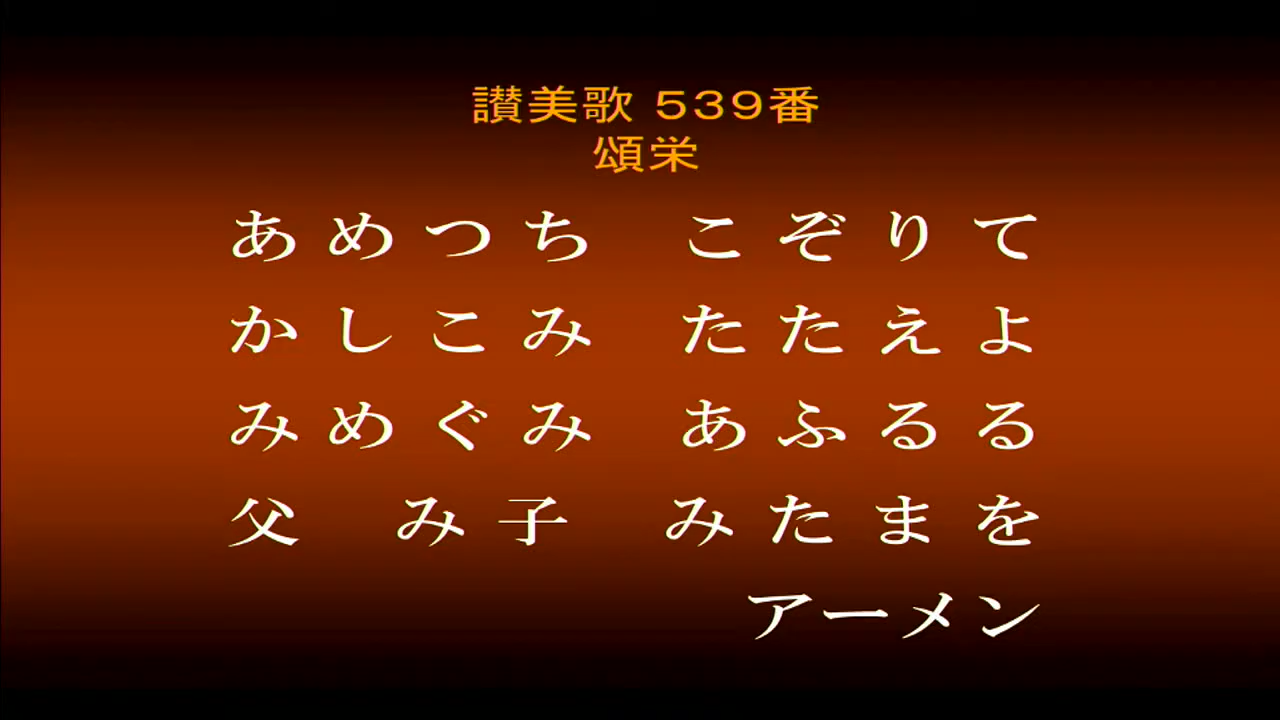 讃美歌 539番
頌栄
あめつち こぞりて
かしこみ たたえよ
みめぐみ あふるる
父 み子 みたまを
アーメン